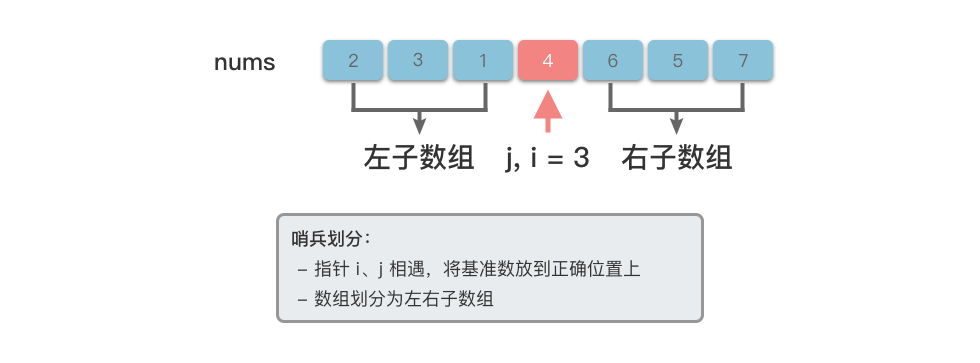 nums 2 3 1 4 6 5 7
左子数组 j, i = 3 右子数组
哨兵划分：
– 指针 i、j 相遇，将基准数放到正确位置上
– 数组划分为左右子数组